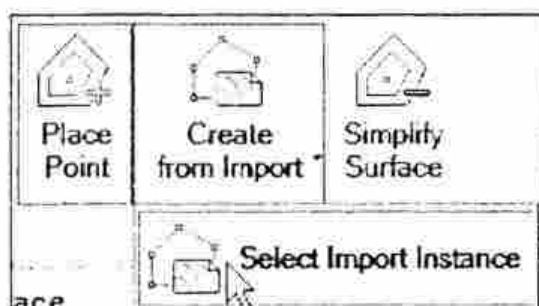 Place
Point
Create
from Import
Simplify
Surface
Select Import Instance
ace